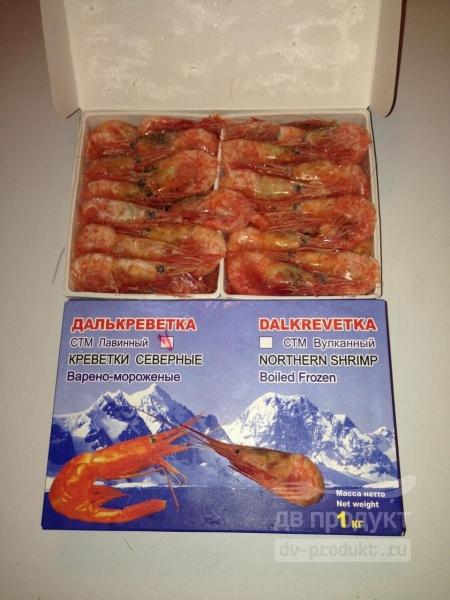 ДАЛЬКРЕВЕТКА
СТМ Лавинный
КРЕВЕТКИ СЕВЕРНЫЕ
Варено-мороженые
DALKREVETKA
СТМ Вулканный
NORTHERN SHRIMP
Boiled Frozen
Масса нетто
Net weight
1 кг
ДВ ПРОДУКТ
dv-produkt.ru